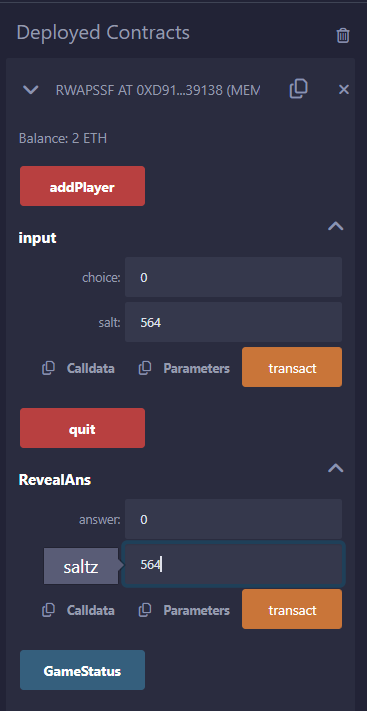 Deployed Contracts
RWAPSSF AT 0XD91...39138 (MEM
Balance: 2 ETH
addPlayer
input
choice: 0
salt: 564
Calldata Parameters transact
quit
RevealAns
answer: 0
saltz 564
Calldata Parameters transact
GameStatus